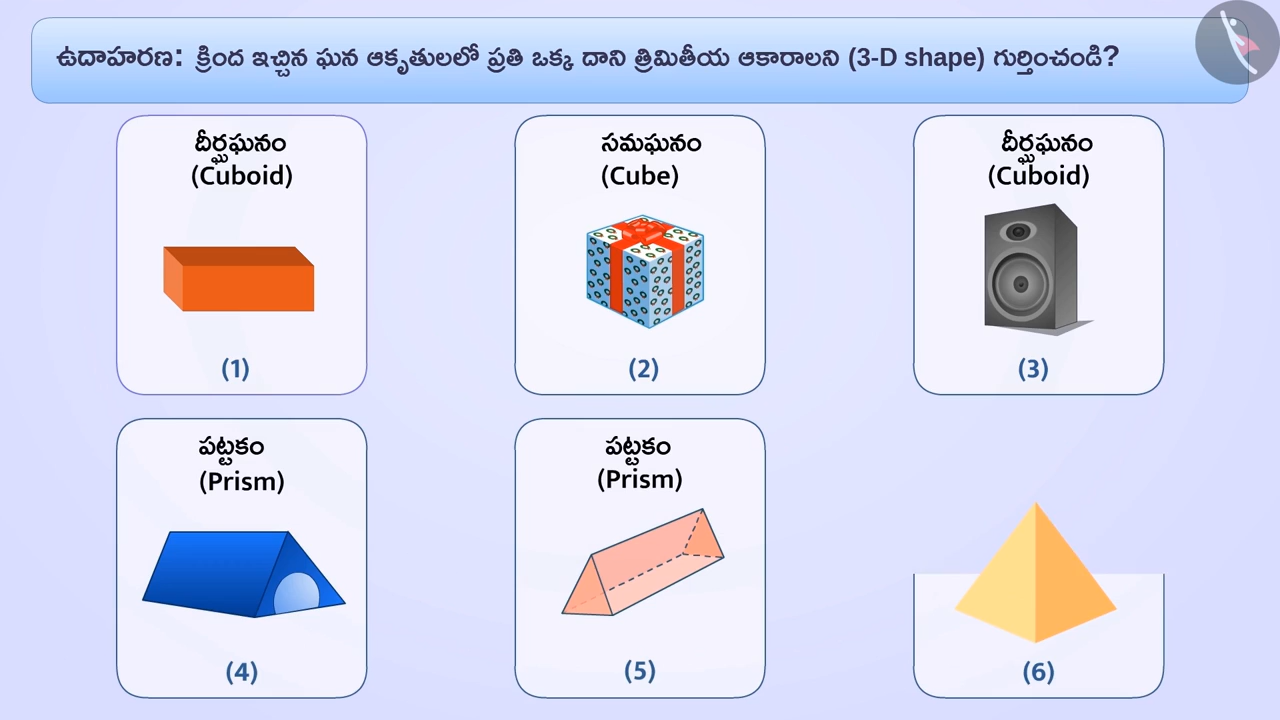 ఉదాహరణ: క్రింద ఇచ్చిన ఘన ఆకృతులలో ప్రతి ఒక్క దాని త్రిమితీయ ఆకారాలని (3-D shape) గుర్తించండి?
దీర్ఘఘనం
(Cuboid)
(1)
సమఘనం
(Cube)
(2)
దీర్ఘఘనం
(Cuboid)
(3)
పట్టకం
(Prism)
(4)
పట్టకం
(Prism)
(5)
(6)